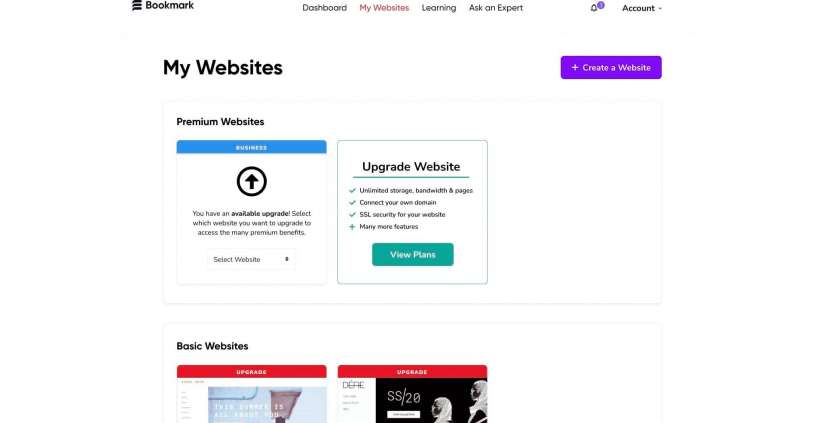 Bookmark
Dashboard My Websites Learning Ask an Expert
1
Account
My Websites
+ Create a Website
Premium Websites
BUSINESS
You have an available upgrade! Select
which website you want to upgrade to
access the many premium benefits.
Select Website
Upgrade Website
Unlimited storage, bandwidth & pages
Connect your own domain
SSL security for your website
Many more features
View Plans
Basic Websites
UPGRADE
THIS SUMMER IS
ALL ABOUT YOU
UPGRADE
SS/20